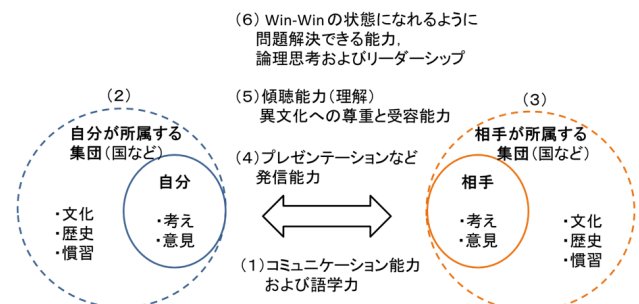 （6） Win-Winの状態になれるように
問題解決できる能力,
論理思考およびリーダーシップ
（2）
（5）傾聴能力（理解）
異文化への尊重と受容能力
（3）
自分が所属する
集団（国など）
相手が所属する
集団（国など）
（4）プレゼンテーションなど
発信能力
自分
・考え
・意見
・文化
・歴史
・慣習
相手
・考え
・意見
・文化
・歴史
・慣習
（1）コミュニケーション能力
および語学力